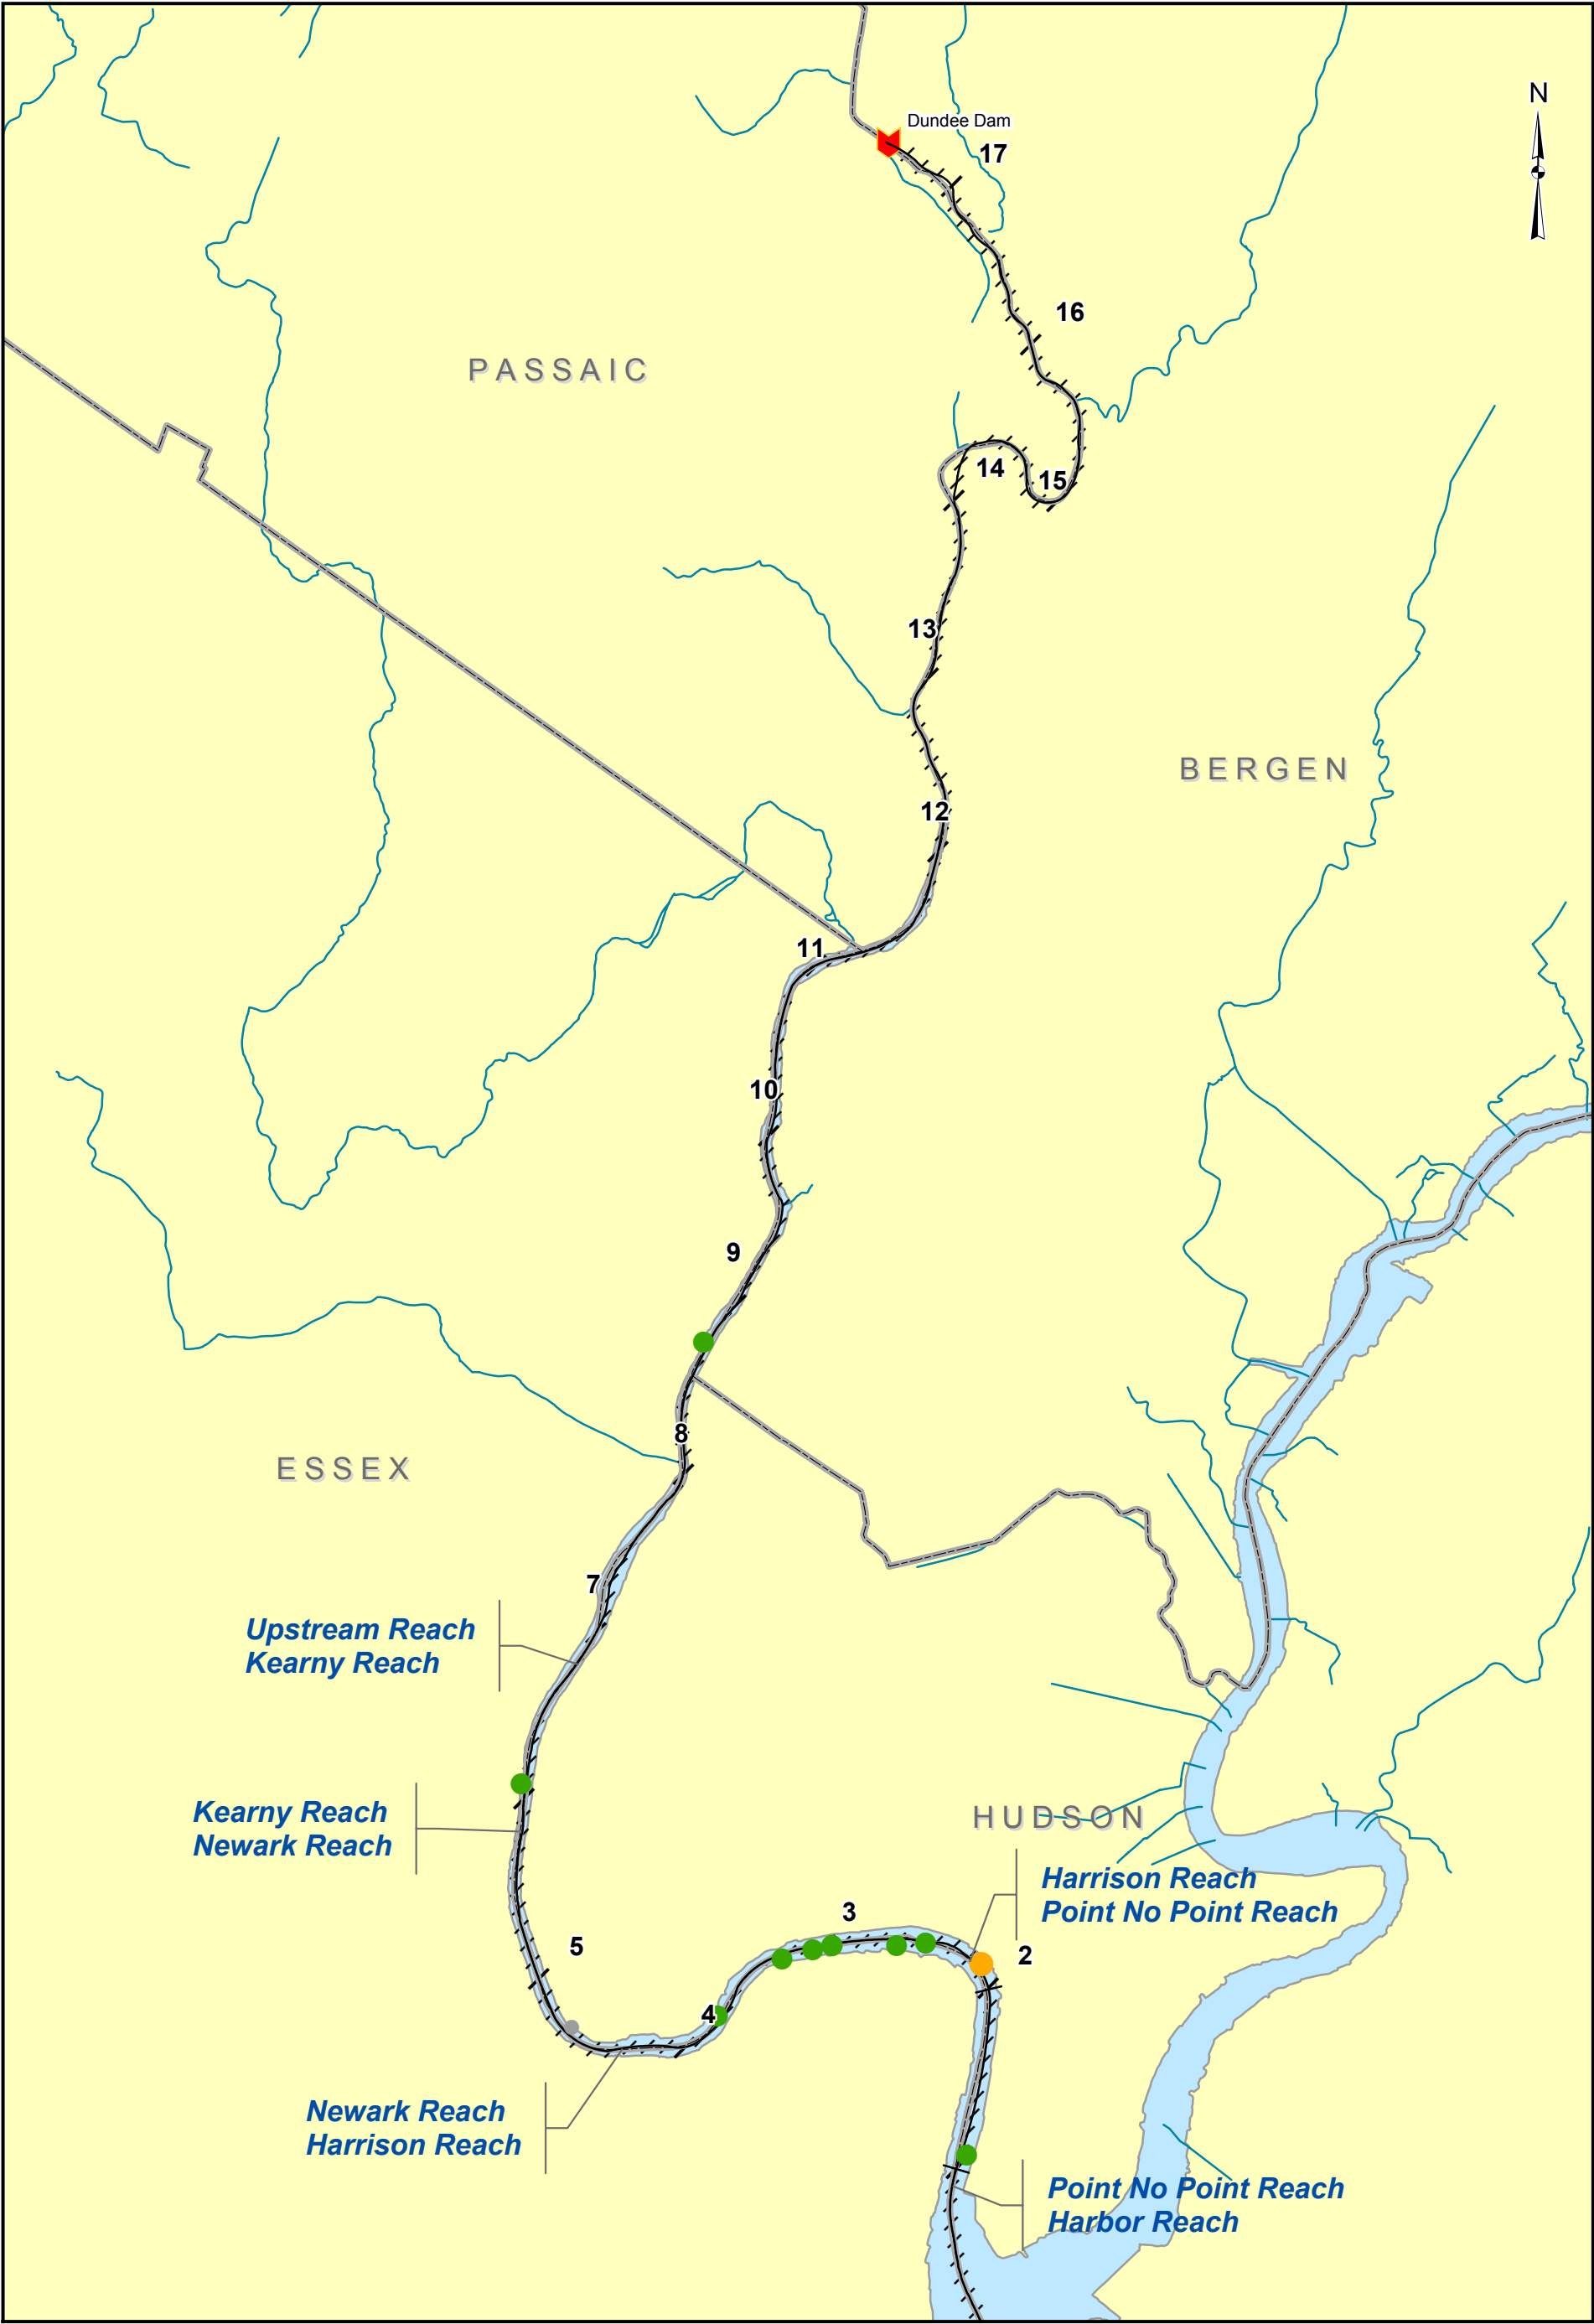 N
Dundee Dam
17
16
PASSAIC
14
15
13
BERGEN
12
11
10
9
8
ESSEX
7
Upstream Reach
Kearny Reach
Kearny Reach
Newark Reach
HUDSON
Harrison Reach
Point No Point Reach
3
5
2
4
Newark Reach
Harrison Reach
Point No Point Reach
Harbor Reach